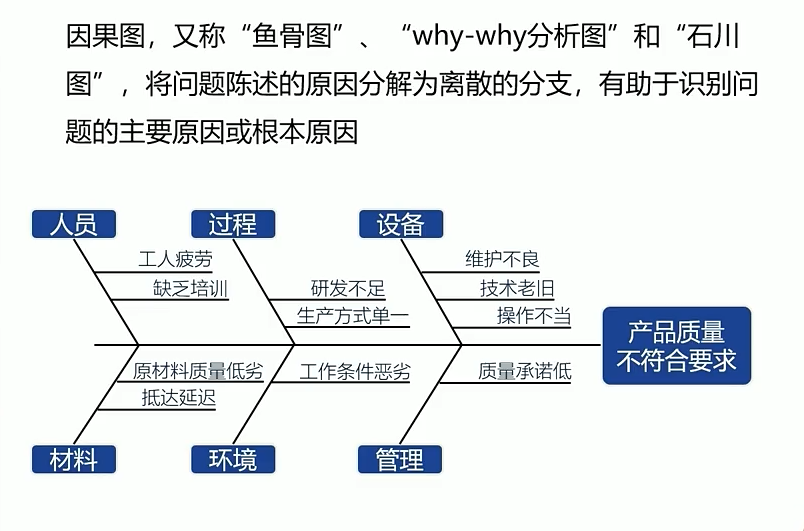 因果图，又称“鱼骨图”、“why-why分析图”和“石川
图”，将问题陈述的原因分解为离散的分支，有助于识别问
题的主要原因或根本原因
人员
过程
设备
工人疲劳
缺乏培训
研发不足
生产方式单一
维护不良
技术老旧
操作不当
产品质量
不符合要求
原材料质量低劣
抵达延迟
工作条件恶劣
质量承诺低
材料
环境
管理